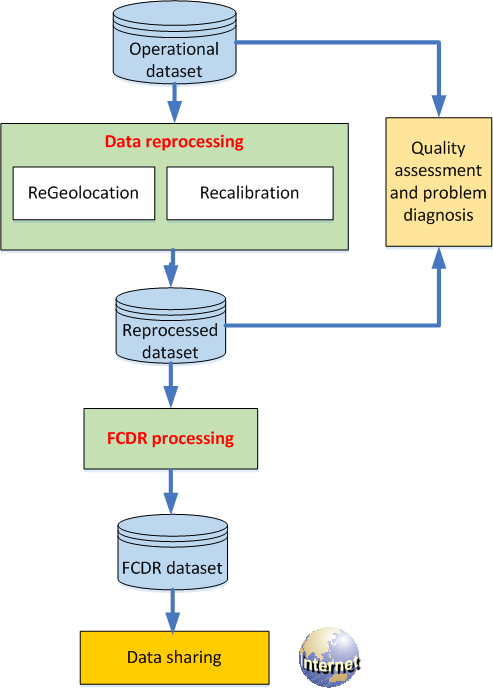 Operational
dataset
Data reprocessing
ReGeolocation
Recalibration
Quality
assessment
and problem
diagnosis
Reprocessed
dataset
FCDR processing
FCDR dataset
Data sharing
Internet